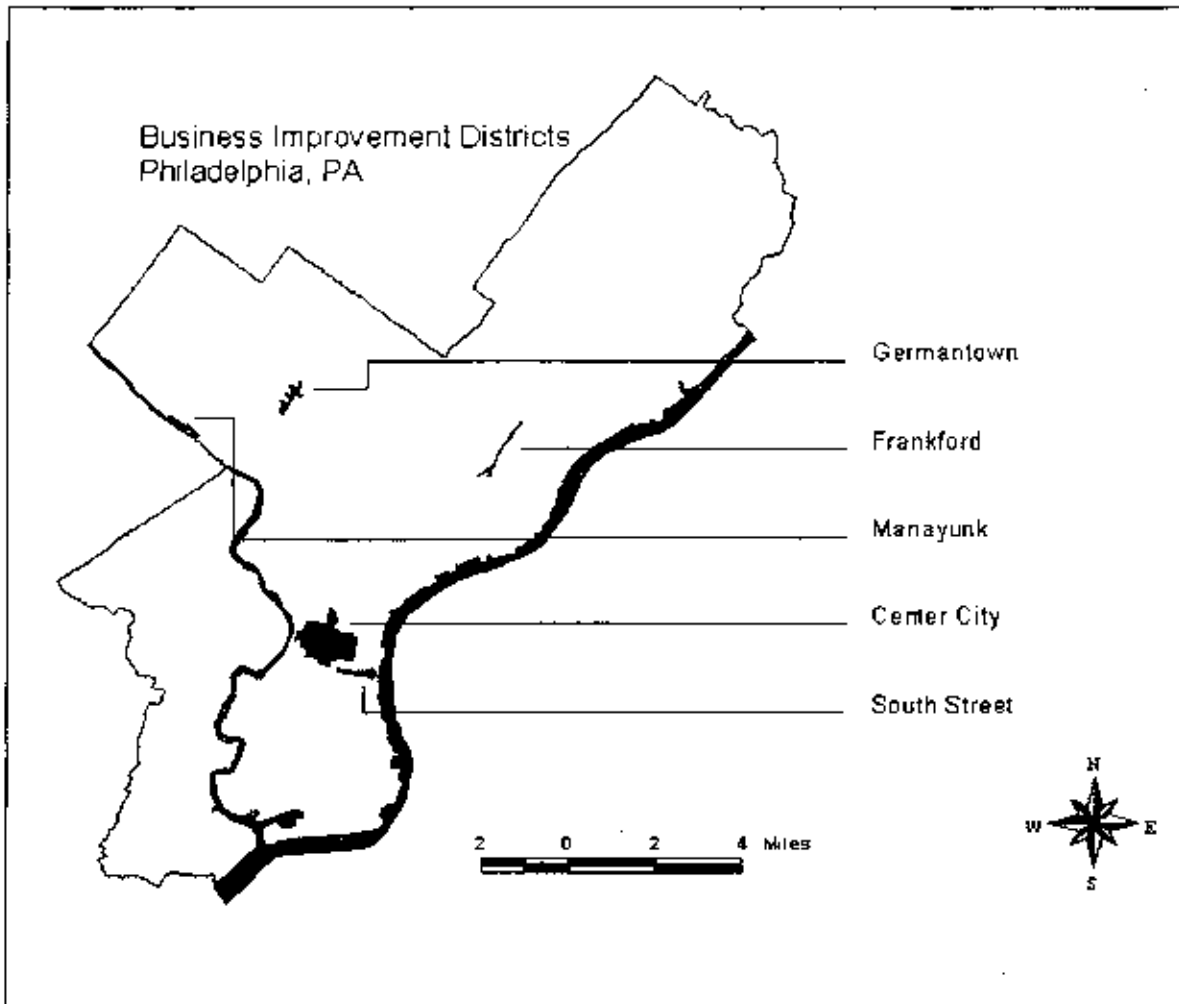 Business Improvement Districts
Philadelphia, PA
Germantown
Frankford
Manayunk
Center City
South Street
N
W E
S
2 0 2 4 Miles